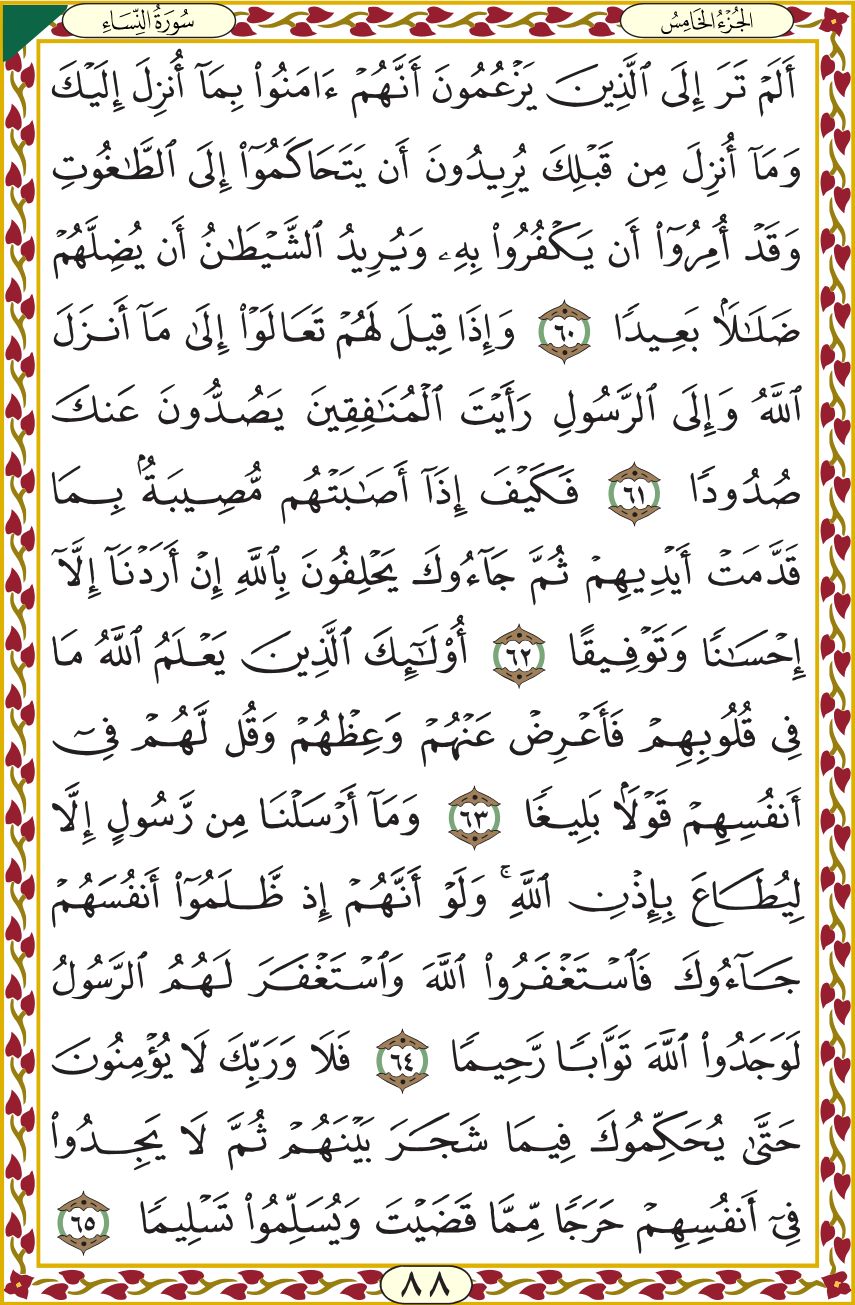 الجُزْءُ الخَامِسُ
سُورَةُ النِّسَاءِ
أَلَمۡ تَرَ إِلَى ٱلَّذِينَ يَزۡعُمُونَ أَنَّهُمۡ ءَامَنُواْ بِمَآ أُنزِلَ إِلَيۡكَ
وَمَآ أُنزِلَ مِن قَبۡلِكَ يُرِيدُونَ أَن يَتَحَاكَمُوٓاْ إِلَى ٱلطَّٰغُوتِ
وَقَدۡ أُمِرُوٓاْ أَن يَكۡفُرُواْ بِهِۦ وَيُرِيدُ ٱلشَّيۡطَٰنُ أَن يُضِلَّهُمۡ
ضَلَٰلَۢا بَعِيدٗا ٦٠ وَإِذَا قِيلَ لَهُمۡ تَعَالَوۡاْ إِلَىٰ مَآ أَنزَلَ
ٱللَّهُ وَإِلَى ٱلرَّسُولِ رَأَيۡتَ ٱلۡمُنَٰفِقِينَ يَصُدُّونَ عَنكَ
صُدُودٗا ٦١ فَكَيۡفَ إِذَآ أَصَٰبَتۡهُم مُّصِيبَةُۢ بِمَا
قَدَّمَتۡ أَيۡدِيهِمۡ ثُمَّ جَآءُوكَ يَحۡلِفُونَ بِٱللَّهِ إِنۡ أَرَدۡنَآ إِلَّآ
إِحۡسَٰنٗا وَتَوۡفِيقًا ٦٢ أُوْلَٰٓئِكَ ٱلَّذِينَ يَعۡلَمُ ٱللَّهُ مَا
فِي قُلُوبِهِمۡ فَأَعۡرِضۡ عَنۡهُمۡ وَعِظۡهُمۡ وَقُل لَّهُمۡ فِيٓ
أَنفُسِهِمۡ قَوۡلَۢا بَلِيغٗا ٦٣ وَمَآ أَرۡسَلۡنَا مِن رَّسُولٍ إِلَّا
لِيُطَاعَ بِإِذۡنِ ٱللَّهِۚ وَلَوۡ أَنَّهُمۡ إِذ ظَّلَمُوٓاْ أَنفُسَهُمۡ
جَآءُوكَ فَٱسۡتَغۡفَرُواْ ٱللَّهَ وَٱسۡتَغۡفَرَ لَهُمُ ٱلرَّسُولُ
لَوَجَدُواْ ٱللَّهَ تَوَّابٗا رَّحِيمٗا ٦٤ فَلَا وَرَبِّكَ لَا يُؤۡمِنُونَ
حَتَّىٰ يُحَكِّمُوكَ فِيمَا شَجَرَ بَيۡنَهُمۡ ثُمَّ لَا يَجِدُواْ
فِيٓ أَنفُسِهِمۡ حَرَجٗا مِّمَّا قَضَيۡتَ وَيُسَلِّمُواْ تَسۡلِيمٗا ٦٥
٨٨